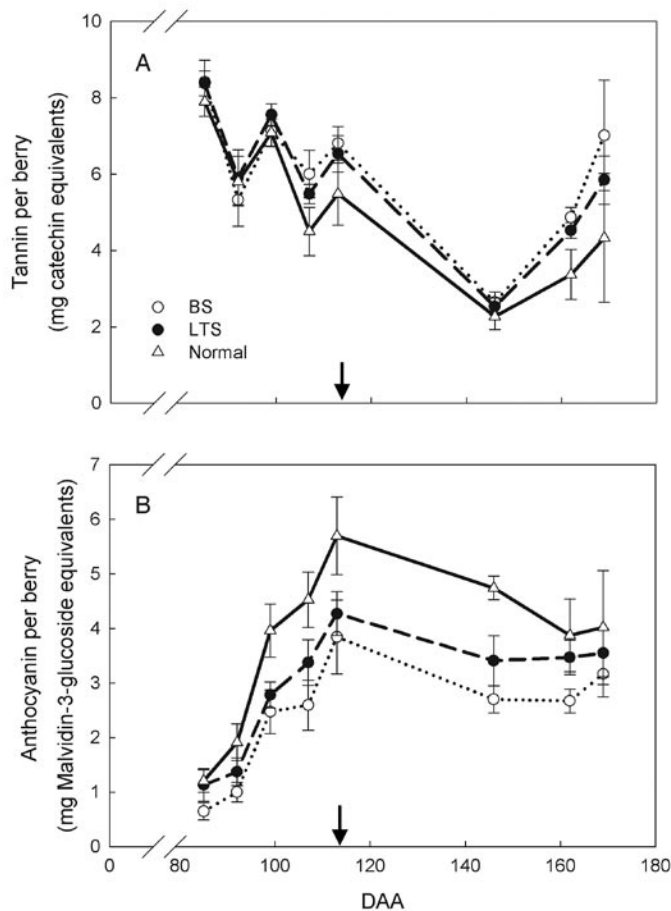 10
A
8
6
4
2
0
Tannin per berry
(mg catechin equivalents)
BS
LTS
Normal
7
B
6
5
4
3
2
1
0
Anthocyanin per berry
(mg Malvidin-3-glucoside equivalents)
0 80 100 120 140 160 180
DAA